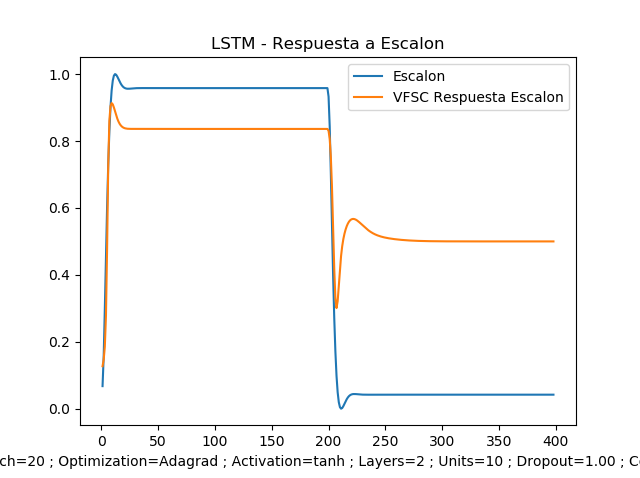 LSTM - Respuesta a Escalon
Escalon
VFSC Respuesta Escalon
1.0
0.8
0.6
0.4
0.2
0.0
0 50 100 150 200 250 300 350 400
ch=20 ; Optimization=Adagrad ; Activation=tanh ; Layers=2 ; Units=10 ; Dropout=1.00 ; C